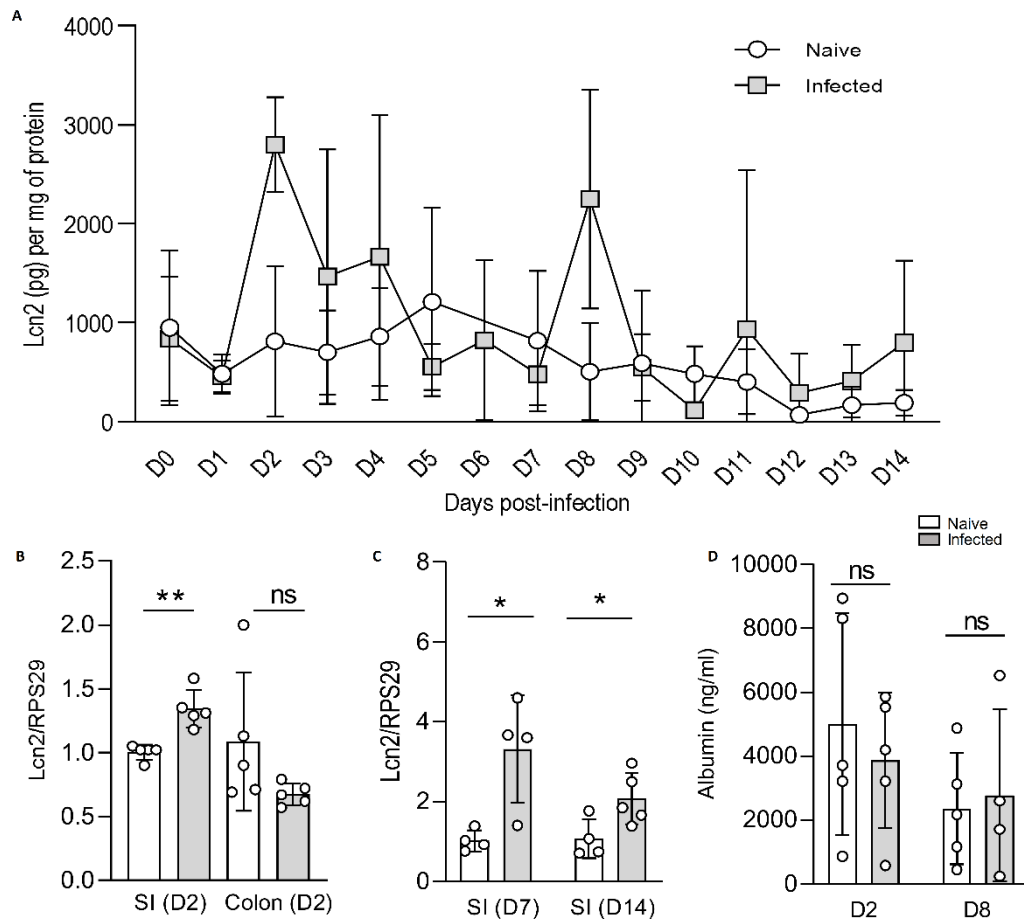 A
4000
3000
2000
1000
0
Lcn2 (pg) per mg of protein
Naive
Infected
D0 D1 D2 D3 D4 D5 D6 D7 D8 D9 D10 D11 D12 D13 D14
Days post-infection
Naive
Infected
B
2.5
2.0
1.5
1.0
0.5
0.0
Lcn2/RPS29
** ns
SI (D2) Colon (D2)
C
8
6
4
2
0
Lcn2/RPS29
* *
SI (D7) SI (D14)
D
10000
8000
6000
4000
2000
0
Albumin (ng/ml)
ns
ns
D2 D8